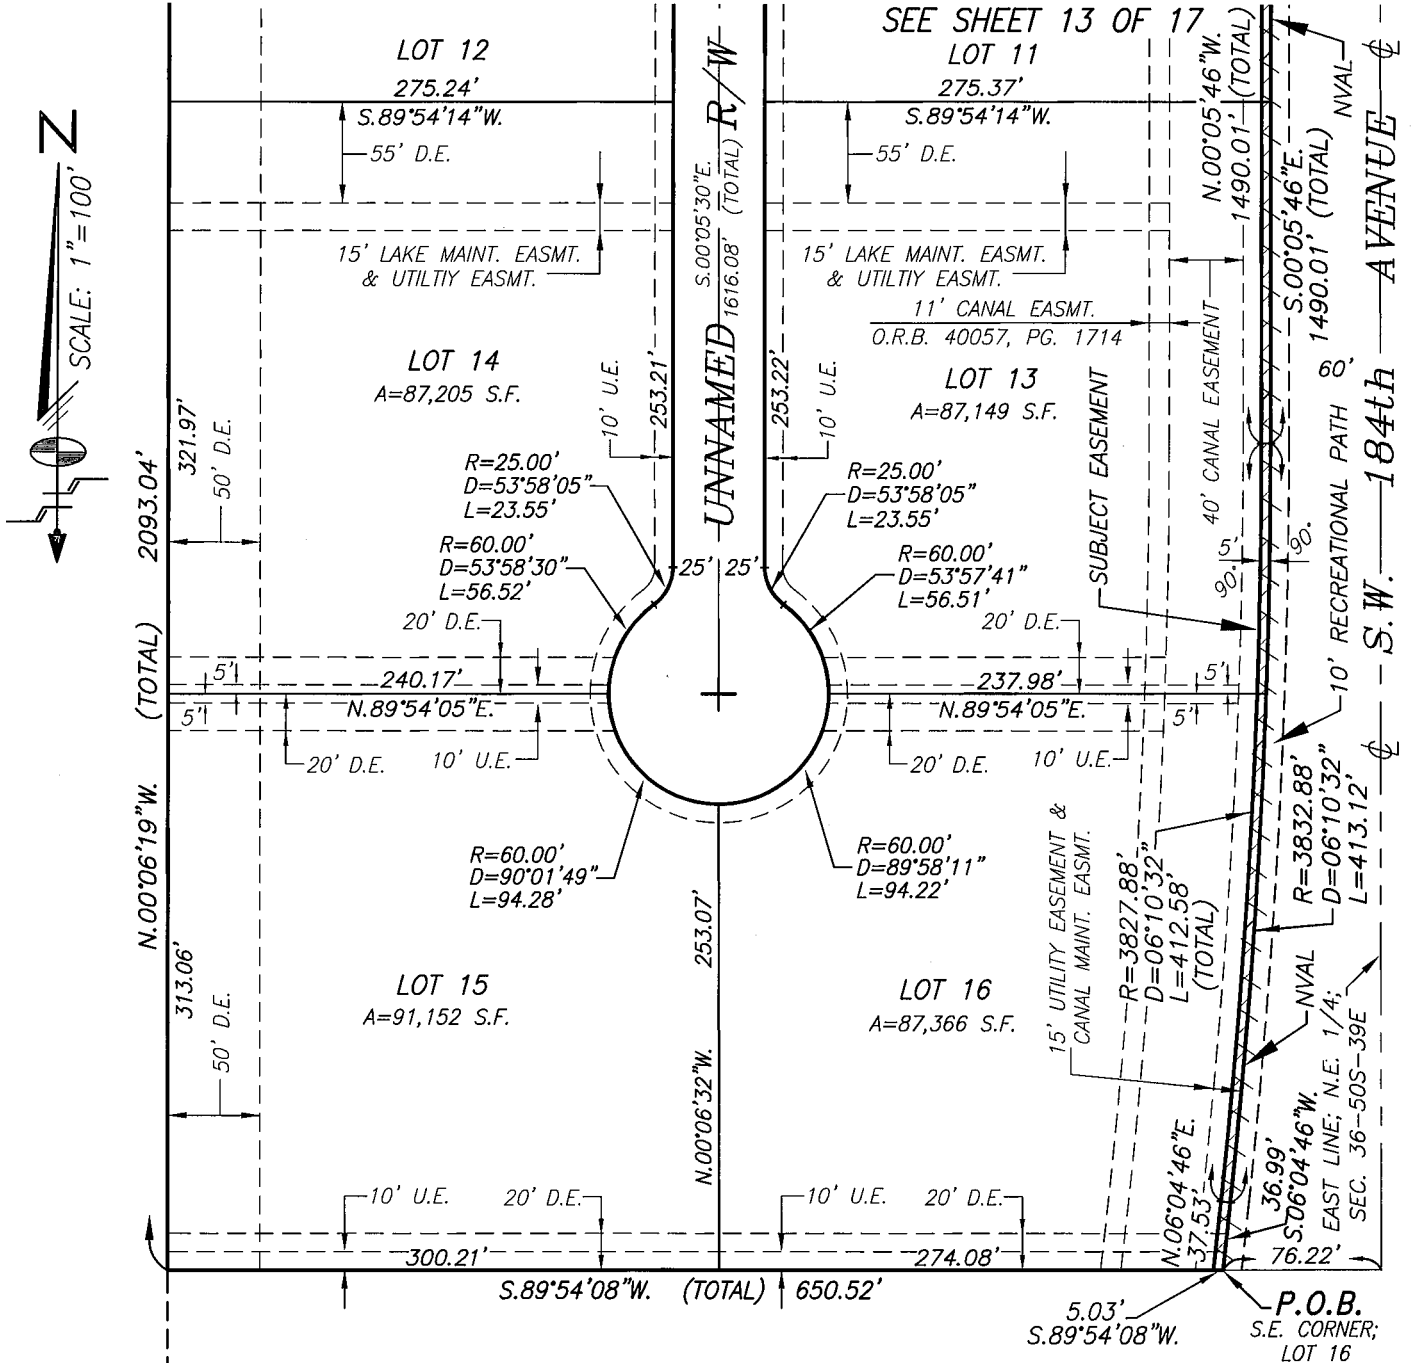 SEE SHEET 13 OF 17
LOT 12
275.24'
S.89°54'14"W.
55' D.E.
15' LAKE MAINT. EASMT.
& UTILTIY EASMT.
LOT 11
275.37'
S.89°54'14"W.
55' D.E.
15' LAKE MAINT. EASMT.
& UTILTIY EASMT.
11' CANAL EASMT.
O.R.B. 40057, PG. 1714
N
SCALE: 1"=100'
UNNAMED R/W
S.00°05'30"E.
1616.08' (TOTAL)
N.00°05'46"W.
1490.01' (TOTAL)
S.00°05'46"E.
1490.01' (TOTAL)
NVAL
S.W. 184th AVENUE
60'
LOT 14
A=87,205 S.F.
LOT 13
A=87,149 S.F.
321.97'
50' D.E.
10' U.E.
253.21'
253.22'
10' U.E.
SUBJECT EASEMENT
40' CANAL EASEMENT
10' RECREATIONAL PATH
R=25.00'
D=53°58'05"
L=23.55'
R=25.00'
D=53°58'05"
L=23.55'
R=60.00'
D=53°58'30"
L=56.52'
25' 25'
R=60.00'
D=53°57'41"
L=56.51'
5'
90°
90°
N.00°06'19"W. (TOTAL) 2093.04'
20' D.E.
20' D.E.
5'
240.17'
N.89°54'05"E.
5'
20' D.E.
10' U.E.
237.98'
N.89°54'05"E.
5'
5'
20' D.E.
10' U.E.
R=3832.88'
D=06°10'32"
L=413.12'
R=60.00'
D=90°01'49"
L=94.28'
R=60.00'
D=89°58'11"
L=94.22'
15' UTILITY EASEMENT &
CANAL MAINT. EASMT.
R=3827.88'
D=06°10'32"
L=412.58'
(TOTAL)
NVAL
EAST LINE; N.E. 1/4;
SEC. 36-50S-39E
313.06'
50' D.E.
LOT 15
A=91,152 S.F.
253.07'
N.00°06'32"W.
LOT 16
A=87,366 S.F.
N.06°04'46"E.
37.53'
36.99'
S.06°04'46"W.
10' U.E.
20' D.E.
10' U.E.
20' D.E.
300.21'
274.08'
76.22'
S.89°54'08"W. (TOTAL) 650.52'
5.03'
S.89°54'08"W.
P.O.B.
S.E. CORNER;
LOT 16